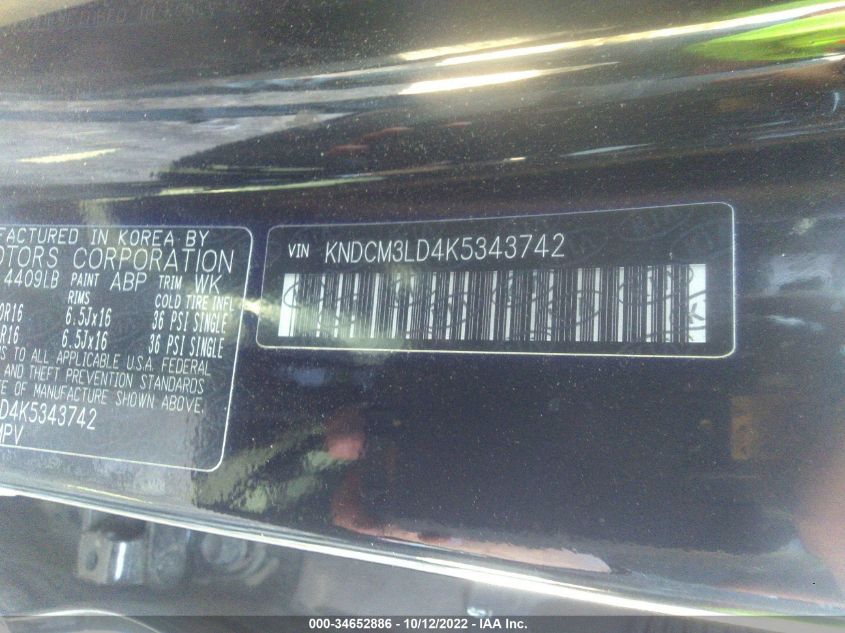 FACTURED IN KOREA BY
OTORS CORPORATION
4409LB PAINT ABP TRIM WK
RIMS COLD TIRE INFL
0R16 6.5Jx16 36 PSI SINGLE
R16 6.5Jx16 36 PSI SINGLE
NS TO ALL APPLICABLE U.S.A. FEDERAL
AND THEFT PREVENTION STANDARDS
TE OF MANUFACTURE SHOWN ABOVE.
D4K5343742
MPV
VIN KNDCM3LD4K5343742
000-34652886 - 10/12/2022 - IAA Inc.